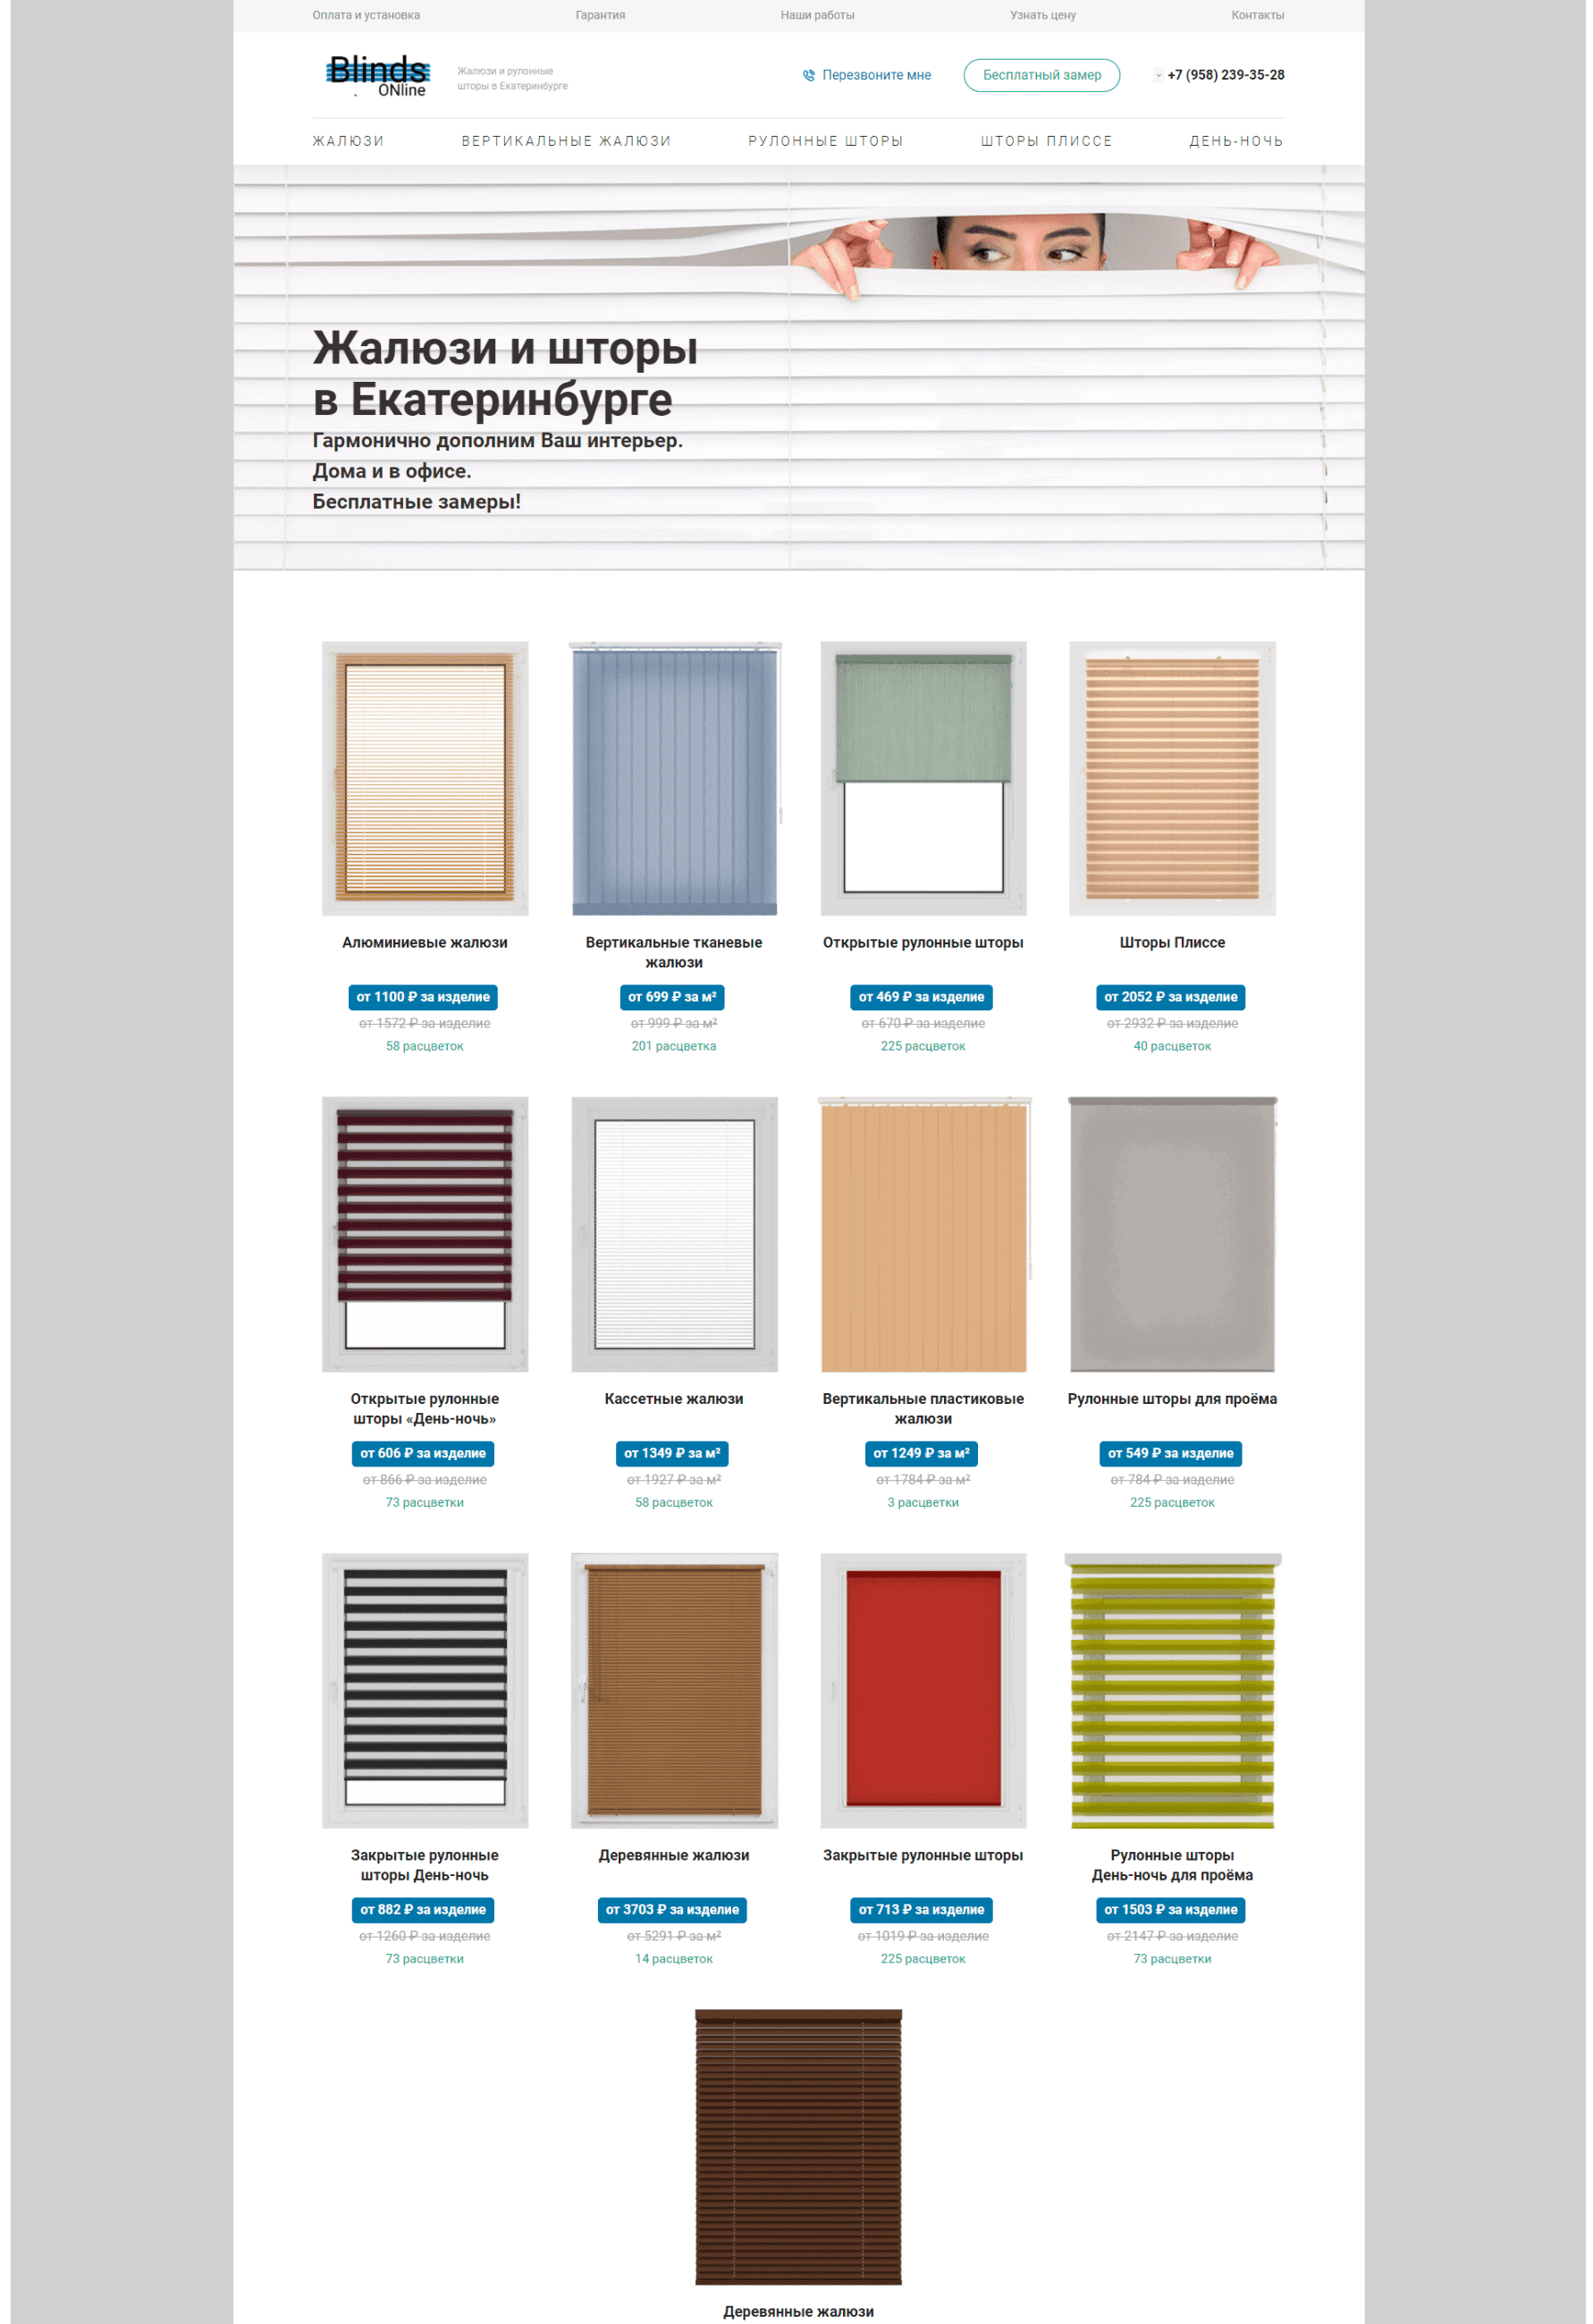 Оплата и установка
Гарантия
Наши работы
Узнать цену
Контакты
Blinds
ONline
Жалюзи и рулонные
шторы в Екатеринбурге
Перезвоните мне
Бесплатный замер
+7 (958) 239-35-28
ЖАЛЮЗИ
ВЕРТИКАЛЬНЫЕ ЖАЛЮЗИ
РУЛОННЫЕ ШТОРЫ
ШТОРЫ ПЛИССЕ
ДЕНЬ-НОЧЬ
Жалюзи и шторы
в Екатеринбурге
Гармонично дополним Ваш интерьер.
Дома и в офисе.
Бесплатные замеры!
Алюминиевые жалюзи
от 1100 ₽ за изделие
от 1572 ₽ за изделие
58 расцветок
Вертикальные тканевые
жалюзи
от 699 ₽ за м²
от 999 ₽ за м²
201 расцветка
Открытые рулонные шторы
от 469 ₽ за изделие
от 670 ₽ за изделие
225 расцветок
Шторы Плиссе
от 2052 ₽ за изделие
от 2932 ₽ за изделие
40 расцветок
Открытые рулонные
шторы «День-ночь»
от 606 ₽ за изделие
от 866 ₽ за изделие
73 расцветки
Кассетные жалюзи
от 1349 ₽ за м²
от 1927 ₽ за м²
58 расцветок
Вертикальные пластиковые
жалюзи
от 1249 ₽ за м²
от 1784 ₽ за м²
3 расцветки
Рулонные шторы для проёма
от 549 ₽ за изделие
от 784 ₽ за изделие
225 расцветок
Закрытые рулонные
шторы День-ночь
от 882 ₽ за изделие
от 1260 ₽ за изделие
73 расцветки
Деревянные жалюзи
от 3703 ₽ за изделие
от 5291 ₽ за м²
14 расцветок
Закрытые рулонные шторы
от 713 ₽ за изделие
от 1019 ₽ за изделие
225 расцветок
Рулонные шторы
День-ночь для проёма
от 1503 ₽ за изделие
от 2147 ₽ за изделие
73 расцветки
Деревянные жалюзи